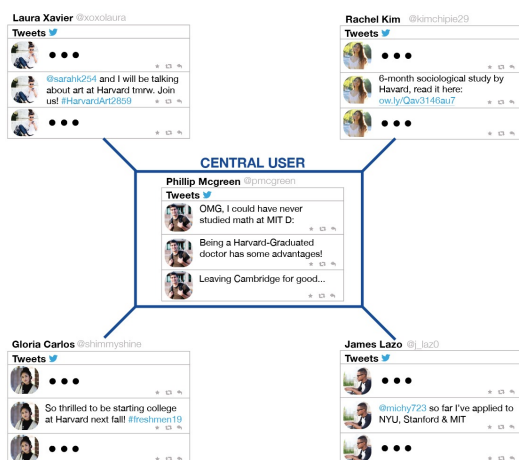 Laura Xavier @xoxolaura
Tweets
@sarahk254 and I will be talking
about art at Harvard tmrw. Join
us! #HarvardArt2859
Rachel Kim @kimchipie29
Tweets
6-month sociological study by
Havard, read it here:
ow.ly/Qav3146au7
CENTRAL USER
Phillip Mcgreen @pmcgreen
Tweets
OMG, I could have never
studied math at MIT D:
Being a Harvard-Graduated
doctor has some advantages!
Leaving Cambridge for good...
Gloria Carlos @shimmyshine
Tweets
So thrilled to be starting college
at Harvard next fall! #freshmen19
James Lazo @j_laz0
Tweets
@michy723 so far I've applied to
NYU, Stanford & MIT